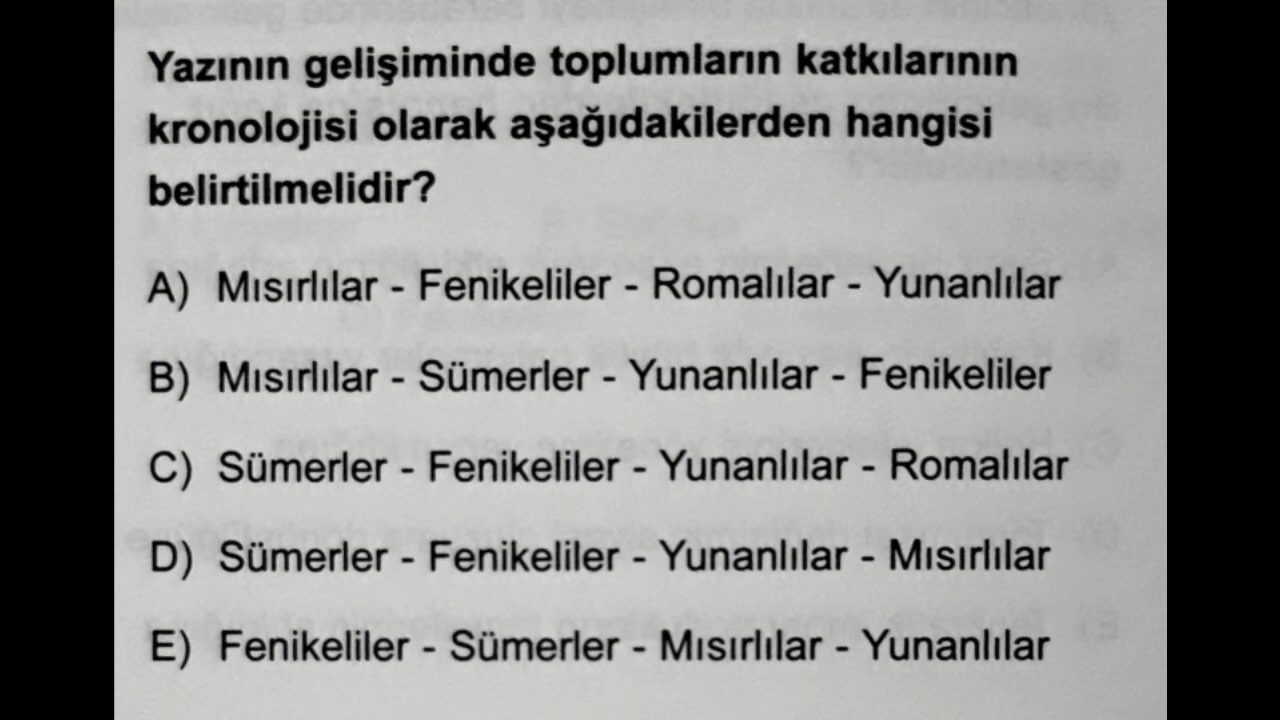 Yazının gelişiminde toplumların katkılarının
kronolojisi olarak aşağıdakilerden hangisi
belirtilmelidir?
A) Mısırlılar - Fenikeliler - Romalılar - Yunanlılar
B) Mısırlılar - Sümerler - Yunanlılar - Fenikeliler
C) Sümerler - Fenikeliler - Yunanlılar - Romalılar
D) Sümerler - Fenikeliler - Yunanlılar - Mısırlılar
E) Fenikeliler - Sümerler - Mısırlılar - Yunanlılar